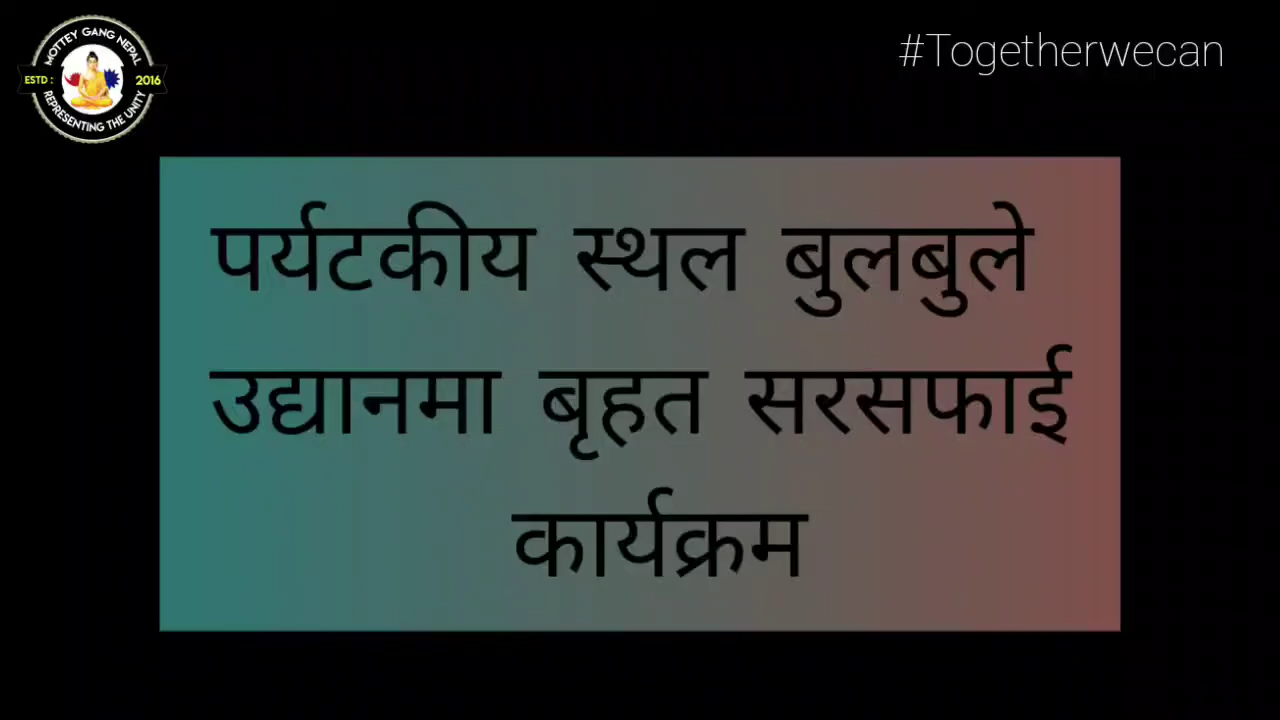 MOTTEY GANG NEPAL
ESTD : 2016
REPRESENTING THE UNITY
#Togetherwecan
पर्यटकीय स्थल बुलबुले
उद्यानमा बृहत सरसफाई
कार्यक्रम